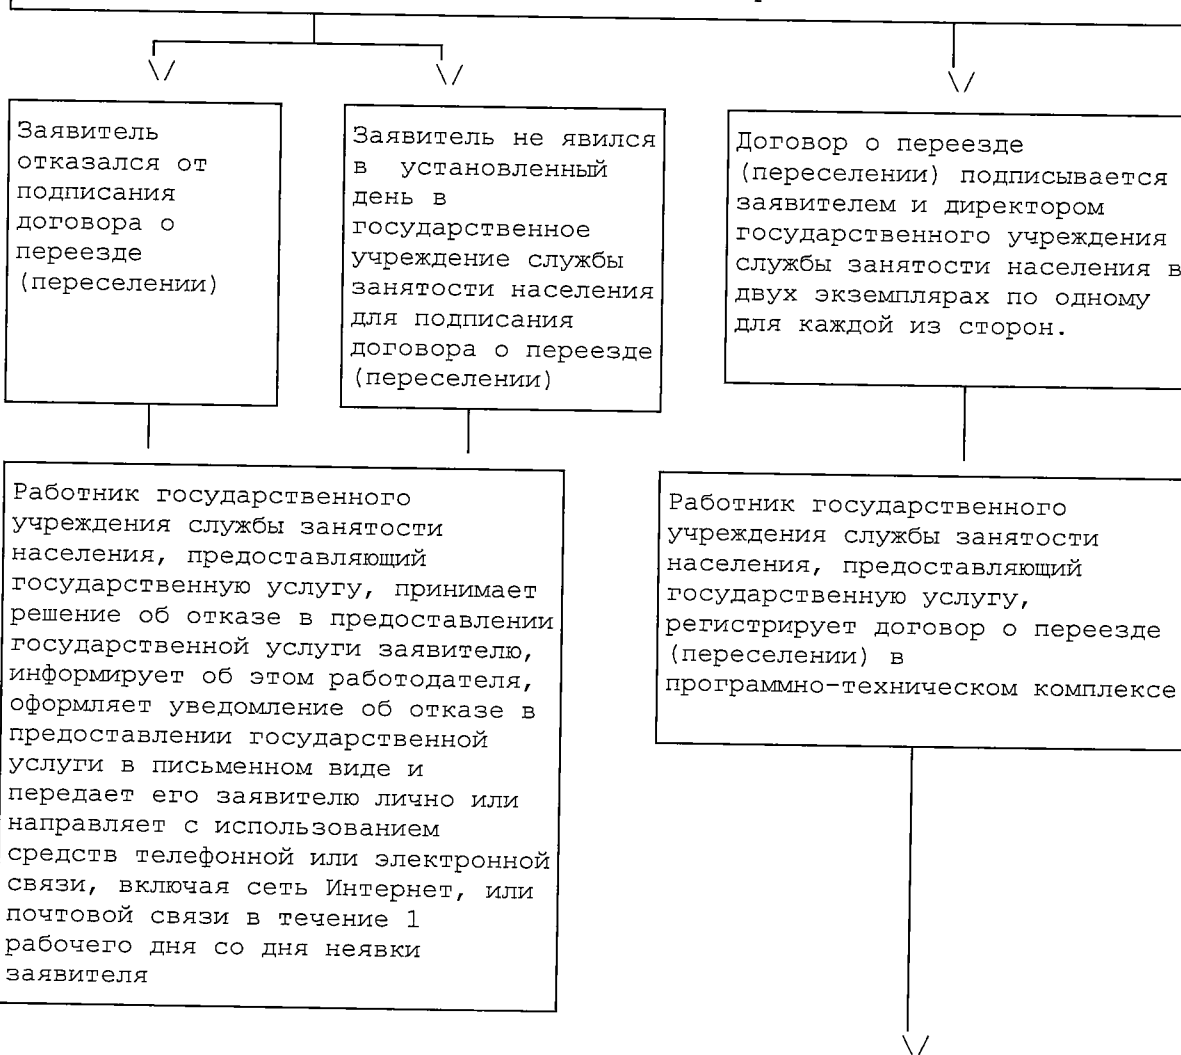 Заявитель
отказался от
подписания
договора о
переезде
(переселении)
Заявитель не явился
в установленный
день в
государственное
учреждение службы
занятости населения
для подписания
договора о переезде
(переселении)
Договор о переезде
(переселении) подписывается
заявителем и директором
государственного учреждения
службы занятости населения в
двух экземплярах по одному
для каждой из сторон.
Работник государственного
учреждения службы занятости
населения, предоставляющий
государственную услугу, принимает
решение об отказе в предоставлении
государственной услуги заявителю,
информирует об этом работодателя,
оформляет уведомление об отказе в
предоставлении государственной
услуги в письменном виде и
передает его заявителю лично или
направляет с использованием
средств телефонной или электронной
связи, включая сеть Интернет, или
почтовой связи в течение 1
рабочего дня со дня неявки
заявителя
Работник государственного
учреждения службы занятости
населения, предоставляющий
государственную услугу,
регистрирует договор о переезде
(переселении) в
программно-техническом комплексе